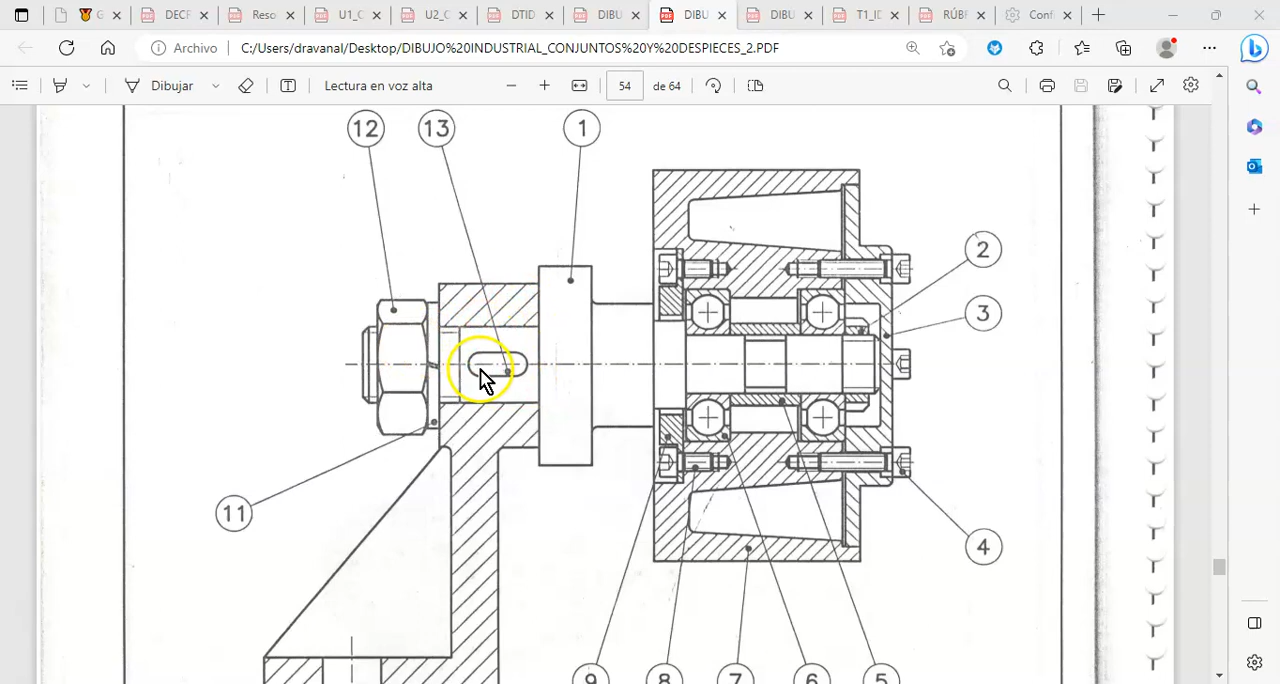 G
DECF
Reso
U1_C
U2_C
DTID
DIBU
DIBU
DIBU
T1_ID
RÚBF
Conf
Archivo
C:/Users/dravanal/Desktop/DIBUJO%20INDUSTRIAL_CONJUNTOS%20Y%20DESPIECES_2.PDF
Dibujar
Lectura en voz alta
54
de 64
12
13
1
2
3
11
4
9
8
7
6
5